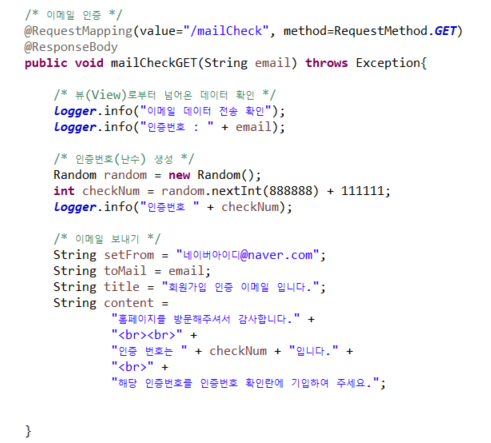 /* 이메일 인증 */
@RequestMapping(value="/mailCheck", method=RequestMethod.GET)
@ResponseBody
public void mailCheckGET(String email) throws Exception{
/* 뷰(View)로부터 넘어온 데이터 확인 */
logger.info("이메일 데이터 전송 확인");
logger.info("인증번호 : " + email);
/* 인증번호(난수) 생성 */
Random random = new Random();
int checkNum = random.nextInt(888888) + 111111;
logger.info("인증번호 " + checkNum);
/* 이메일 보내기 */
String setFrom = "네이버아이디@naver.com";
String toMail = email;
String title = "회원가입 인증 이메일 입니다.";
String content =
"홈페이지를 방문해주셔서 감사합니다." +
"<br><br>" +
"인증 번호는 " + checkNum + "입니다." +
"<br>" +
"해당 인증번호를 인증번호 확인란에 기입하여 주세요.";
}